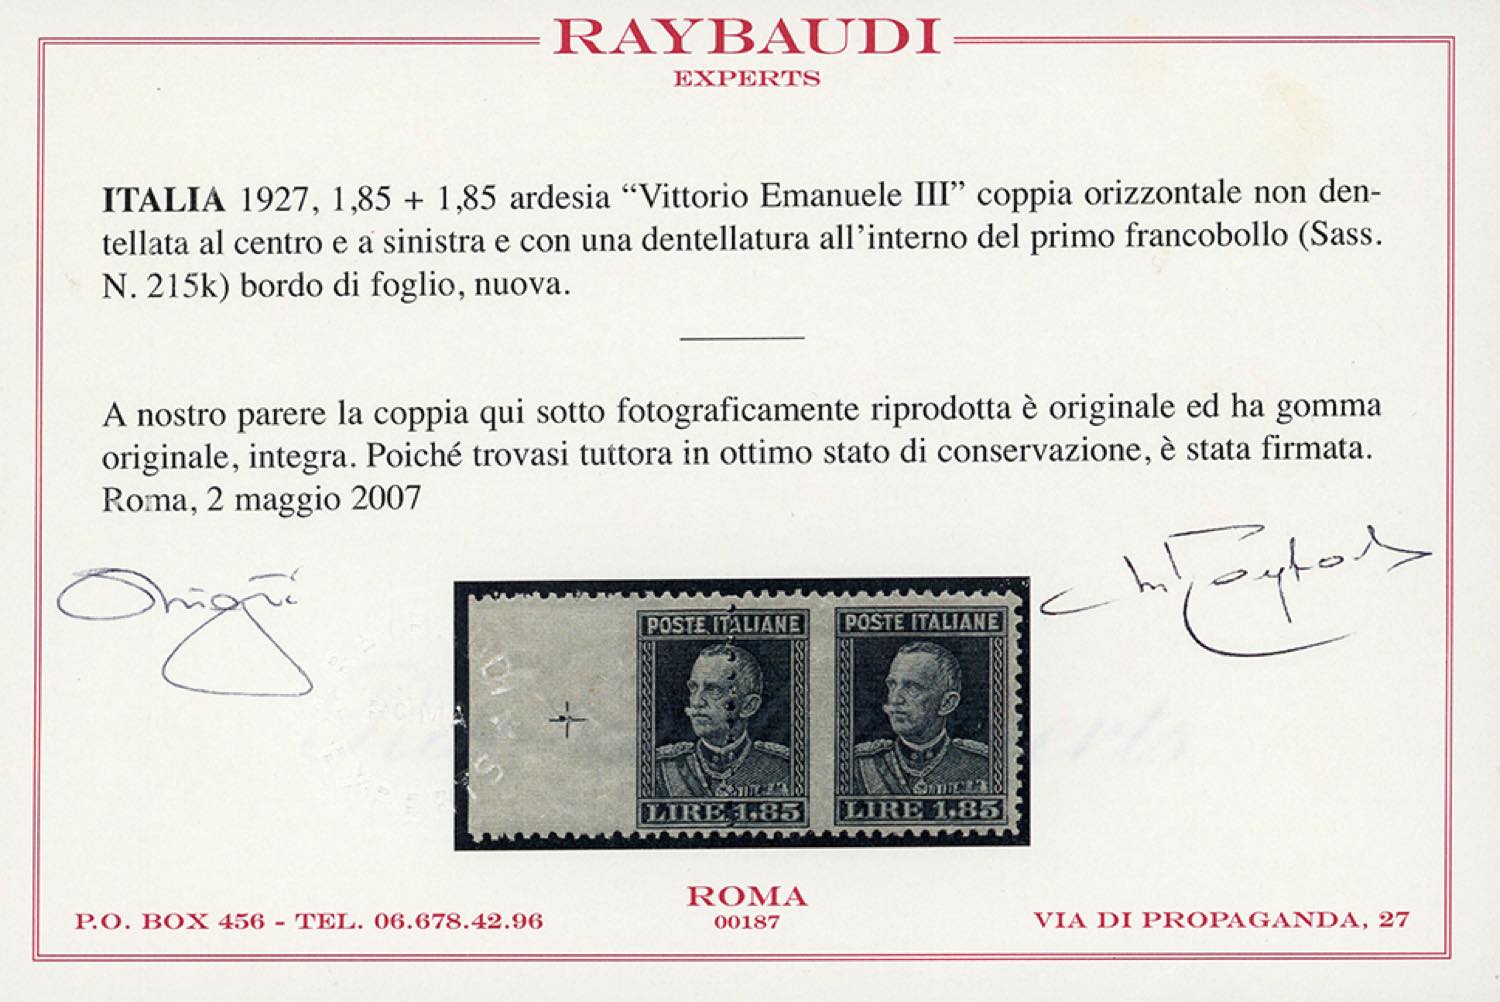 RAYBAUDI
EXPERTS
ITALIA 1927, 1,85 + 1,85 ardesia “Vittorio Emanuele III” coppia orizzontale non den-
tellata al centro e a sinistra e con una dentellatura all’interno del primo francobollo (Sass.
N. 215k) bordo di foglio, nuova.
A nostro parere la coppia qui sotto fotograficamente riprodotta è originale ed ha gomma
originale, integra. Poiché trovasi tuttora in ottimo stato di conservazione, è stata firmata.
Roma, 2 maggio 2007
POSTE ITALIANE
LIRE 1.85
POSTE ITALIANE
LIRE 1.85
P.O. BOX 456 - TEL. 06.678.42.96
ROMA
00187
VIA DI PROPAGANDA, 27